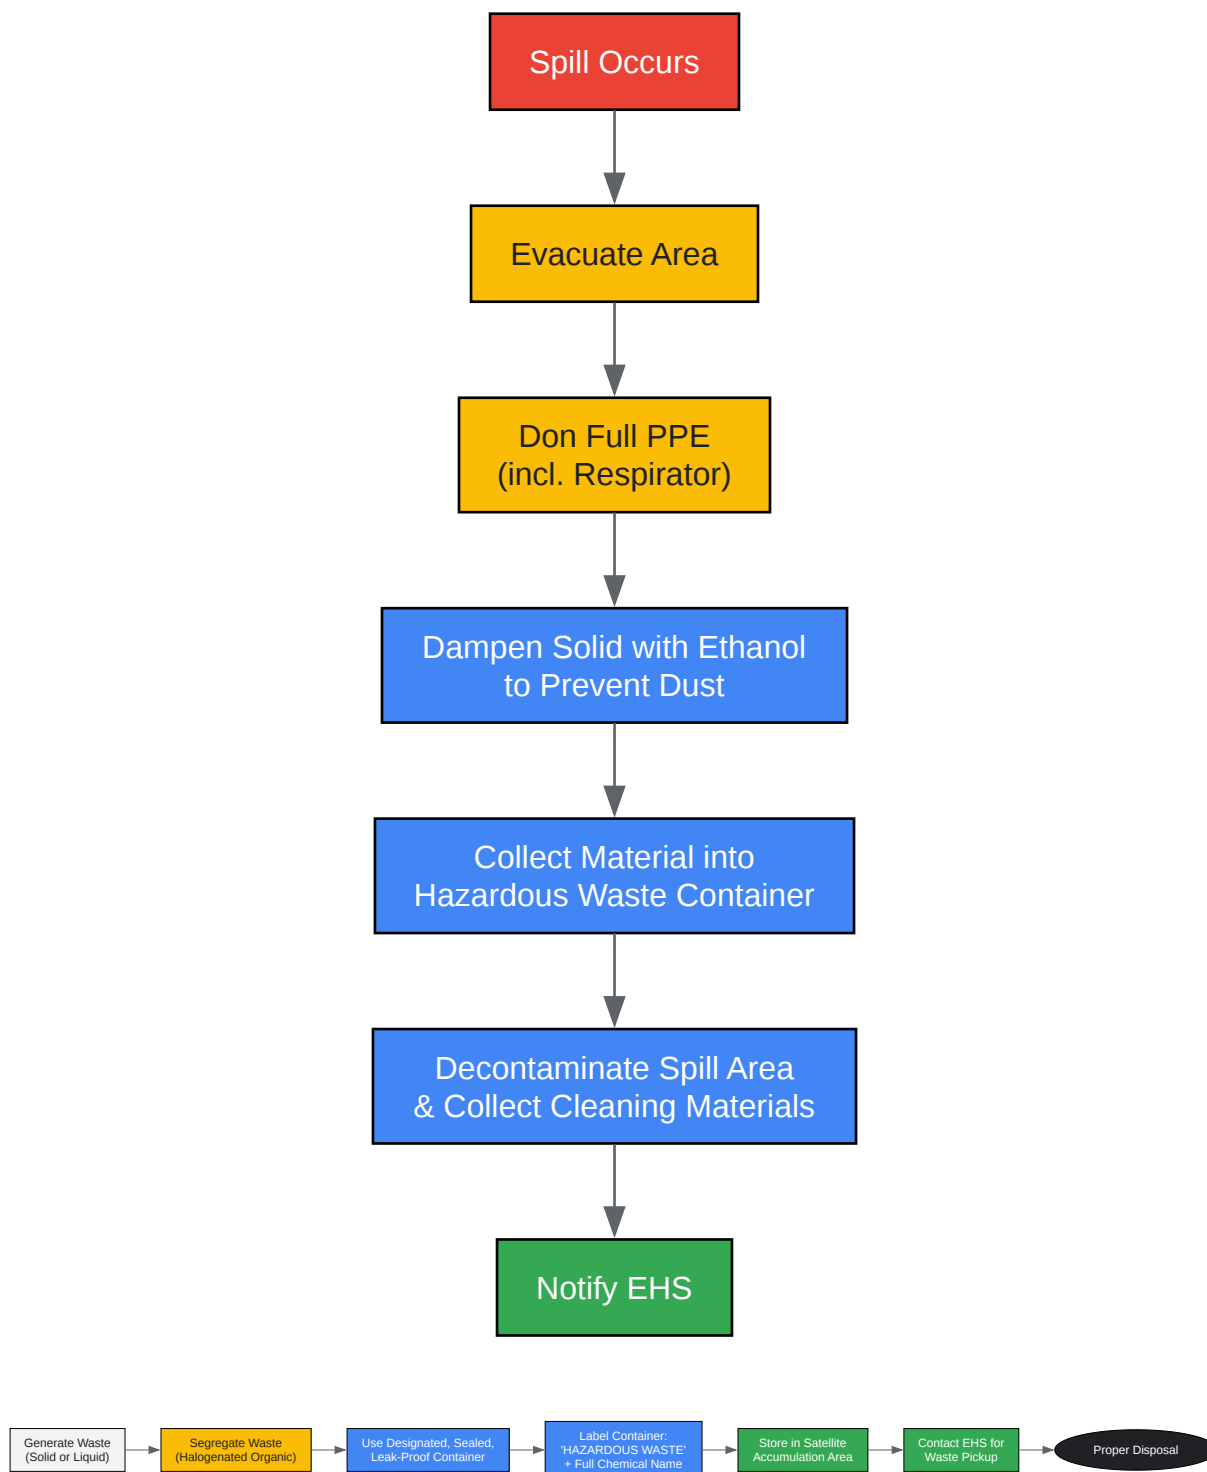 Spill Occurs
Evacuate Area
Don Full PPE
(incl. Respirator)
Dampen Solid with Ethanol
to Prevent Dust
Collect Material into
Hazardous Waste Container
Decontaminate Spill Area
& Collect Cleaning Materials
Notify EHS
Generate Waste
(Solid or Liquid)
Segregate Waste
(Halogenated Organic)
Use Designated, Sealed,
Leak-Proof Container
Label Container:
'HAZARDOUS WASTE'
+ Full Chemical Name
Store in Satellite
Accumulation Area
Contact EHS for
Waste Pickup
Proper Disposal